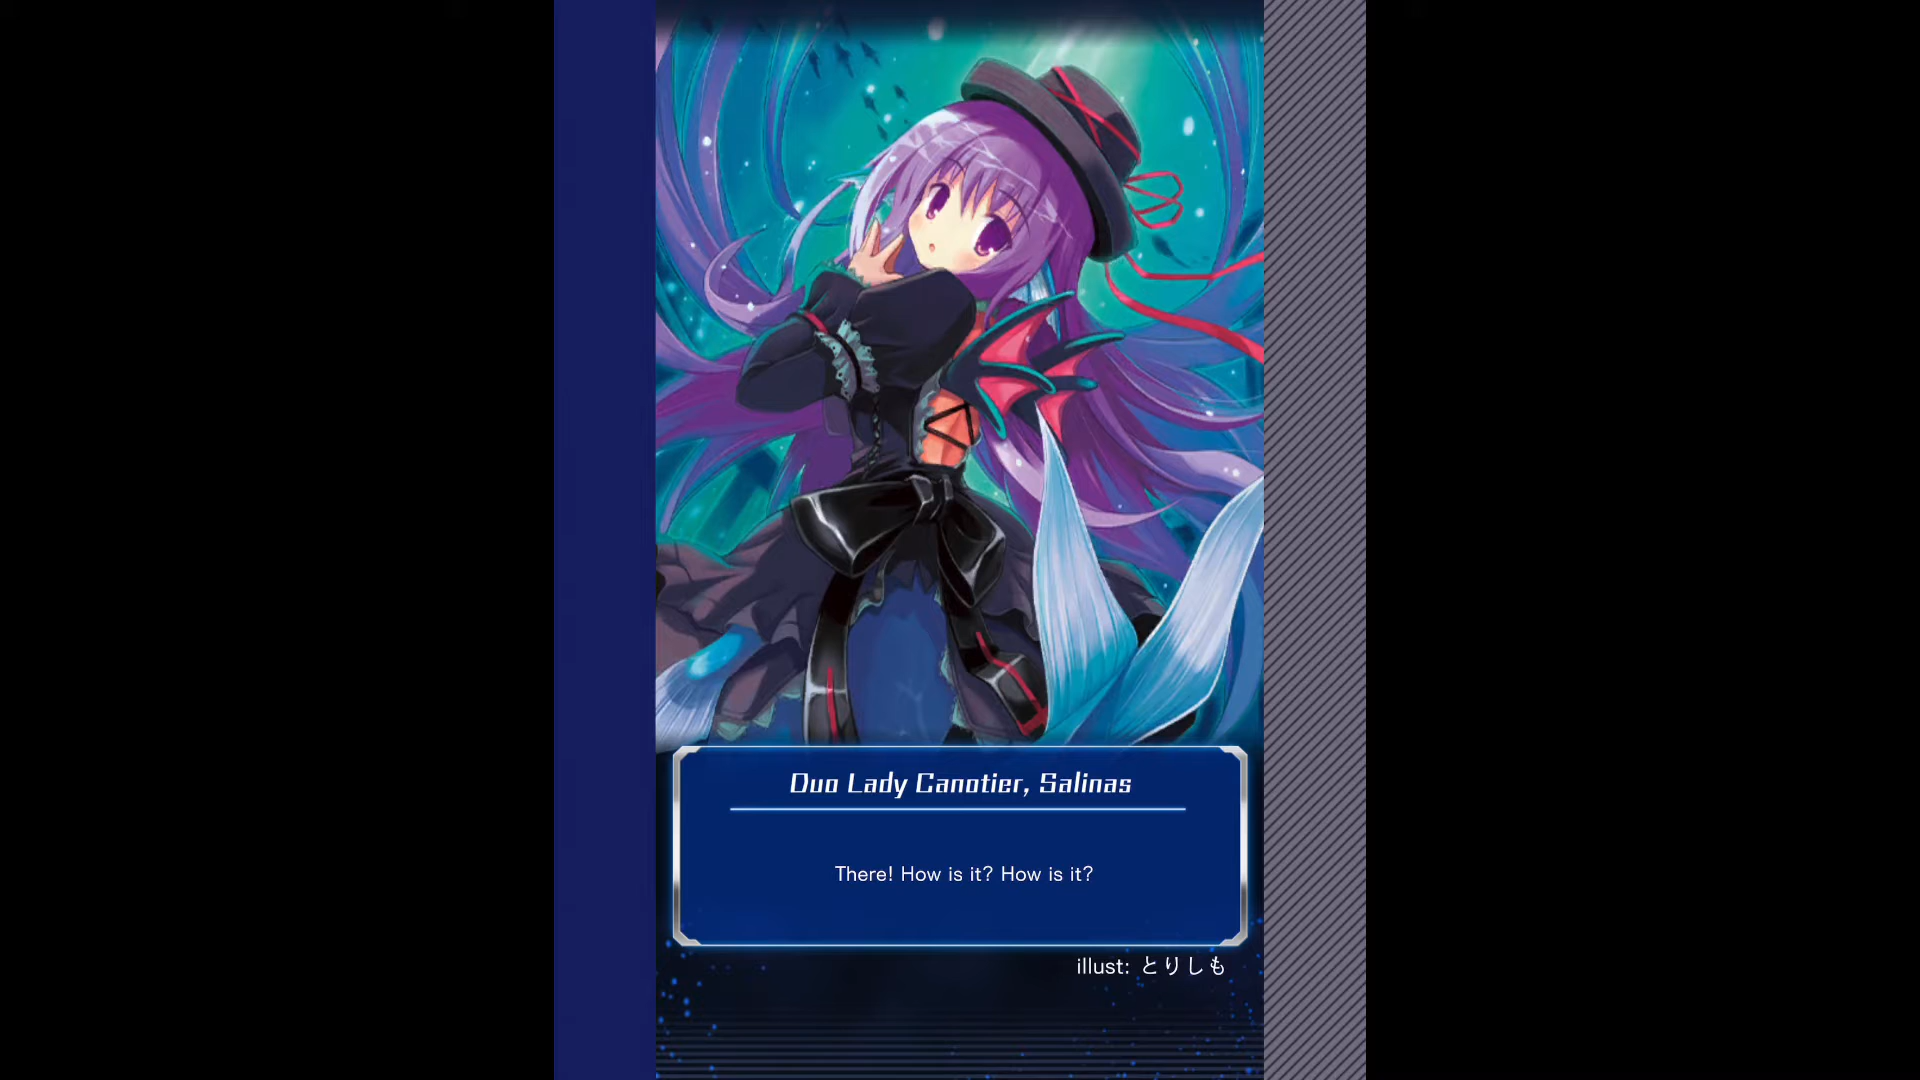 Duo Lady Canotier, Salinas
There! How is it? How is it?
illust: とりしも